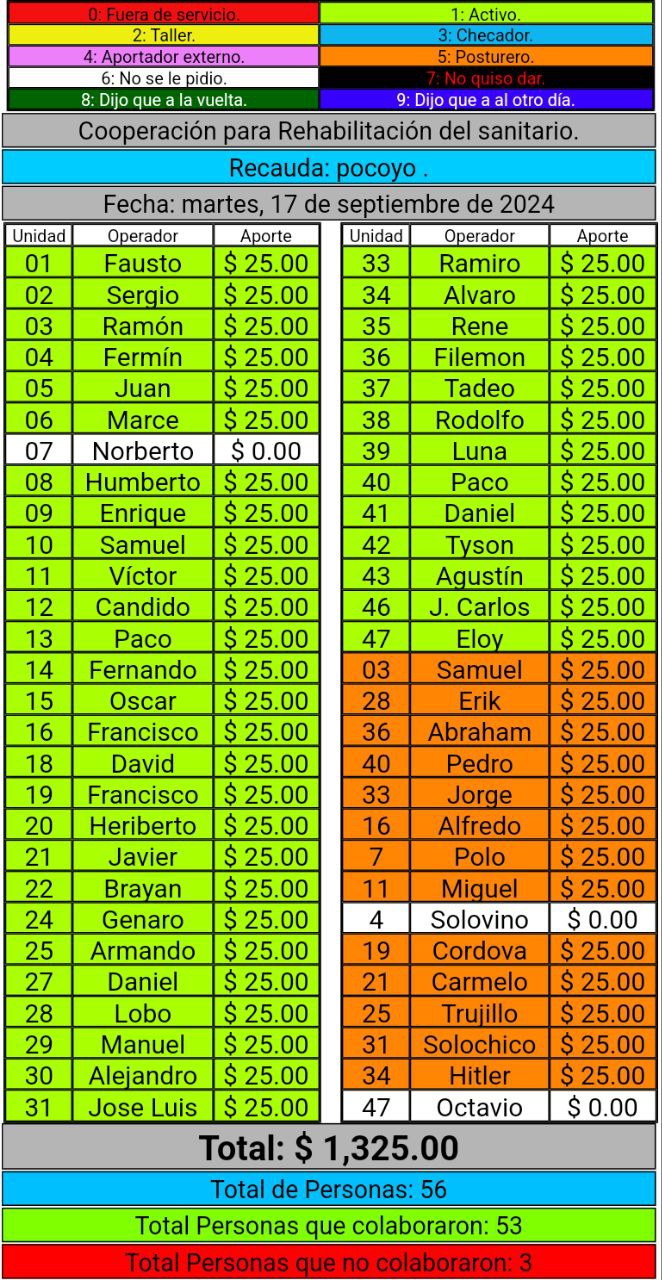 0: Fuera de servicio. 1: Activo.
2: Taller. 3: Checador.
4: Aportador externo. 5: Posturero.
6: No se le pidio. 7: No quiso dar.
8: Dijo que a la vuelta. 9: Dijo que a al otro día.
Cooperación para Rehabilitación del sanitario.
Recauda: pocoyo .
Fecha: martes, 17 de septiembre de 2024
Unidad Operador Aporte Unidad Operador Aporte
01 Fausto $ 25.00 33 Ramiro $ 25.00
02 Sergio $ 25.00 34 Alvaro $ 25.00
03 Ramón $ 25.00 35 Rene $ 25.00
04 Fermín $ 25.00 36 Filemon $ 25.00
05 Juan $ 25.00 37 Tadeo $ 25.00
06 Marce $ 25.00 38 Rodolfo $ 25.00
07 Norberto $ 0.00 39 Luna $ 25.00
08 Humberto $ 25.00 40 Paco $ 25.00
09 Enrique $ 25.00 41 Daniel $ 25.00
10 Samuel $ 25.00 42 Tyson $ 25.00
11 Víctor $ 25.00 43 Agustín $ 25.00
12 Candido $ 25.00 46 J. Carlos $ 25.00
13 Paco $ 25.00 47 Eloy $ 25.00
14 Fernando $ 25.00 03 Samuel $ 25.00
15 Oscar $ 25.00 28 Erik $ 25.00
16 Francisco $ 25.00 36 Abraham $ 25.00
18 David $ 25.00 40 Pedro $ 25.00
19 Francisco $ 25.00 33 Jorge $ 25.00
20 Heriberto $ 25.00 16 Alfredo $ 25.00
21 Javier $ 25.00 7 Polo $ 25.00
22 Brayan $ 25.00 11 Miguel $ 25.00
24 Genaro $ 25.00 4 Solovino $ 0.00
25 Armando $ 25.00 19 Cordova $ 25.00
27 Daniel $ 25.00 21 Carmelo $ 25.00
28 Lobo $ 25.00 25 Trujillo $ 25.00
29 Manuel $ 25.00 31 Solochico $ 25.00
30 Alejandro $ 25.00 34 Hitler $ 25.00
31 Jose Luis $ 25.00 47 Octavio $ 0.00
Total: $ 1,325.00
Total de Personas: 56
Total Personas que colaboraron: 53
Total Personas que no colaboraron: 3